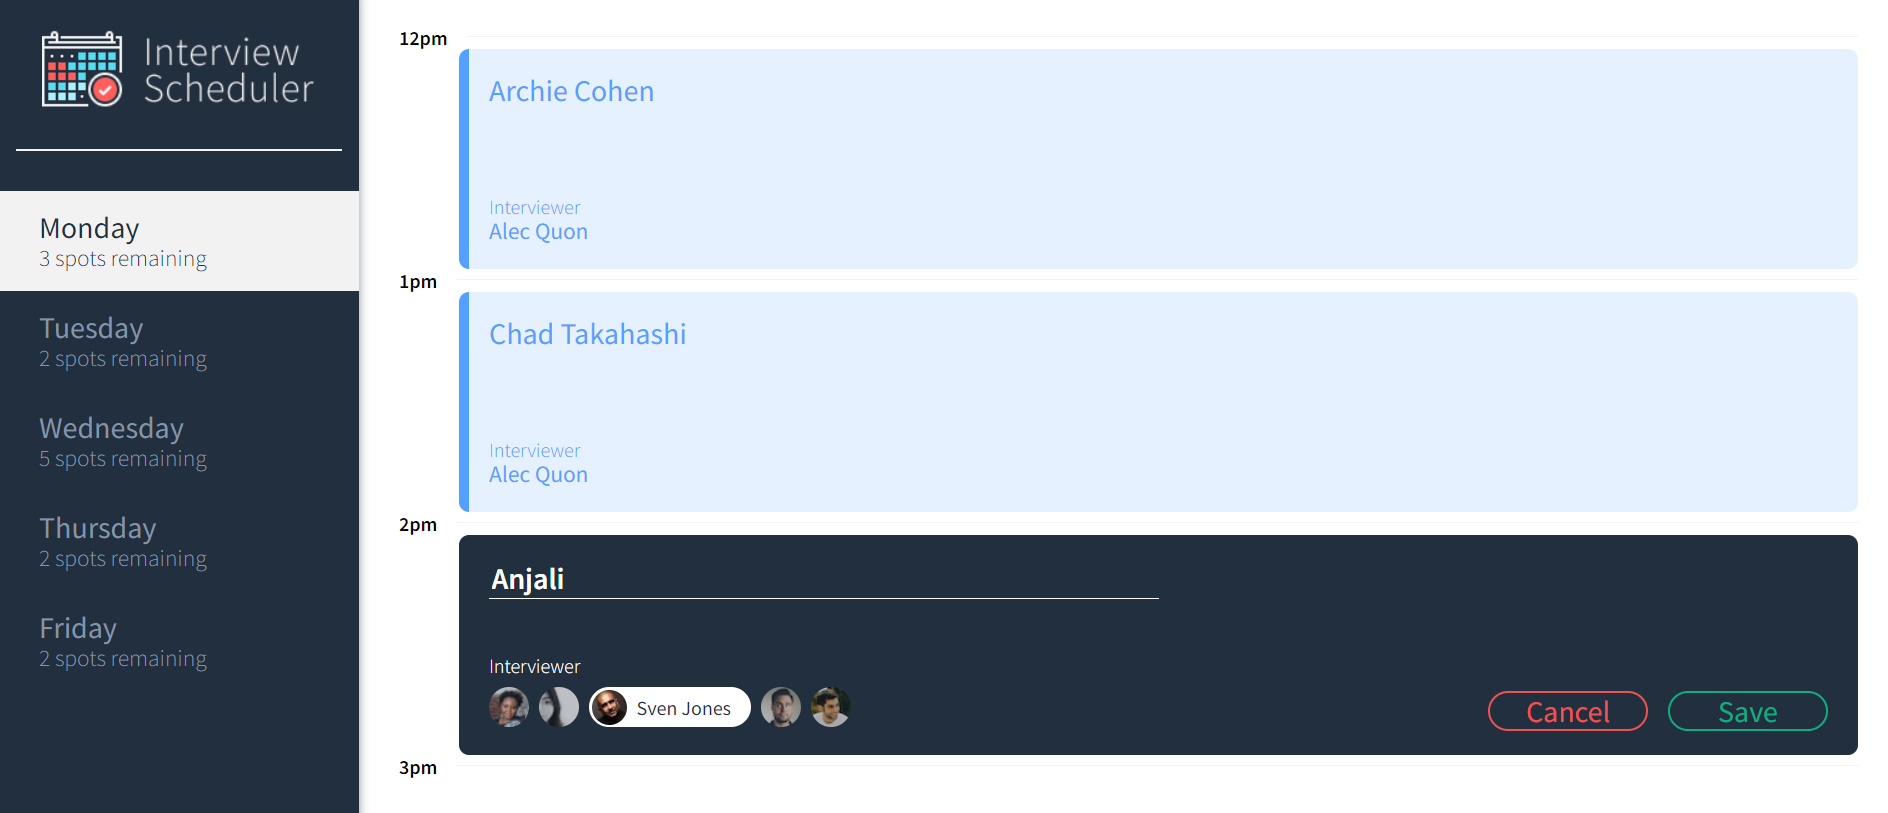 Interview
Scheduler
Monday
3 spots remaining
Tuesday
2 spots remaining
Wednesday
5 spots remaining
Thursday
2 spots remaining
Friday
2 spots remaining
12pm
Archie Cohen
Interviewer
Alec Quon
1pm
Chad Takahashi
Interviewer
Alec Quon
2pm
Anjali
Interviewer
Sven Jones
Cancel
Save
3pm